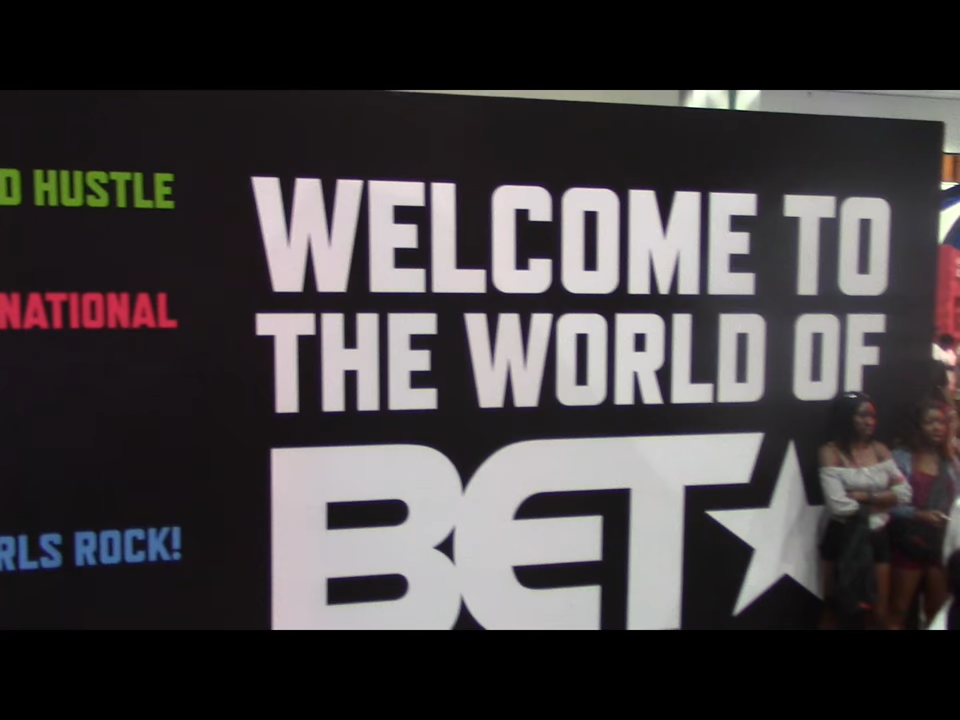 D HUSTLE
NATIONAL
RLS ROCK!
WELCOME TO
THE WORLD OF
BET